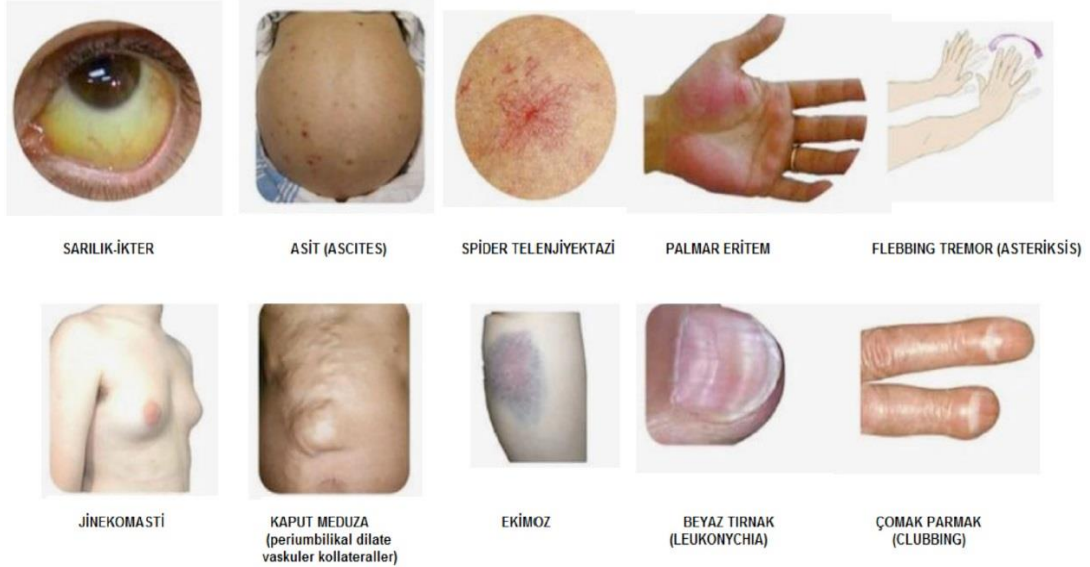 SARILIK-İKTER
ASİT (ASCITES)
SPİDER TELENJİYEKTAZİ
PALMAR ERİTEM
FLEBBING TREMOR (ASTERİKSİS)
JİNEKOMASTİ
KAPUT MEDUZA
(periumbilikal dilate
vaskuler kollateraller)
EKİMOZ
BEYAZ TIRNAK
(LEUKONYCHIA)
ÇOMAK PARMAK
(CLUBBING)